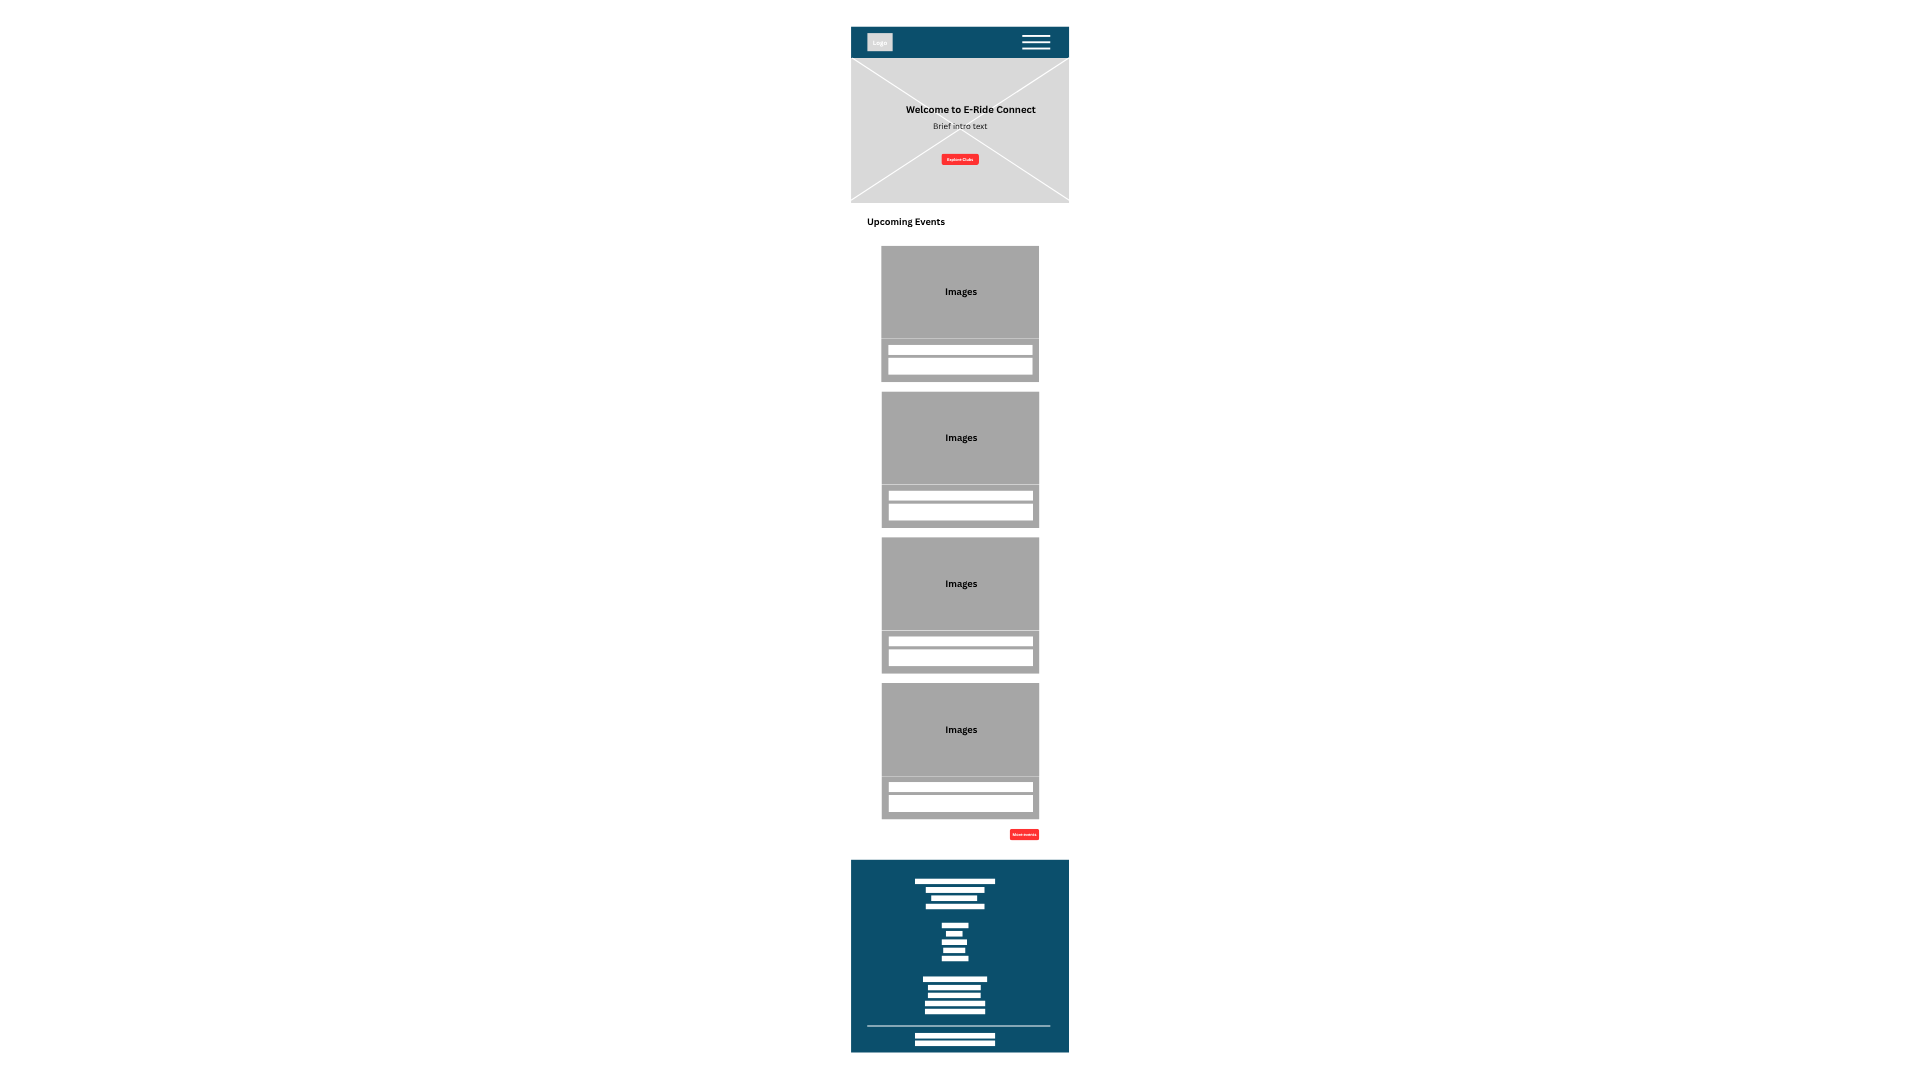 Logo
Welcome to E-Ride Connect
Brief intro text
Explore Clubs
Upcoming Events
Images
Images
Images
Images
More events